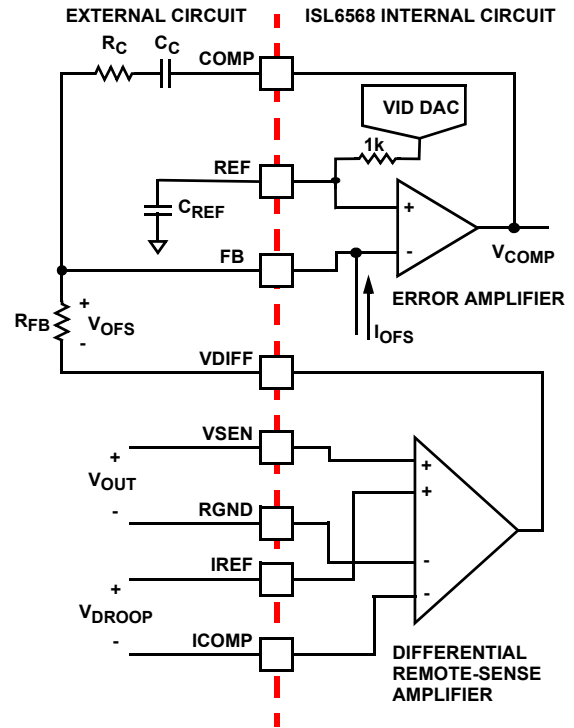 EXTERNAL CIRCUIT
ISL6568 INTERNAL CIRCUIT
RC
CC
COMP
VID DAC
1k
REF
CREF
+
-
VCOMP
FB
ERROR AMPLIFIER
IOFS
RFB
+
VOFS
-
VDIFF
VSEN
+
VOUT
-
+
+
RGND
-
IREF
+
VDROOP
-
-
ICOMP
DIFFERENTIAL
REMOTE-SENSE
AMPLIFIER